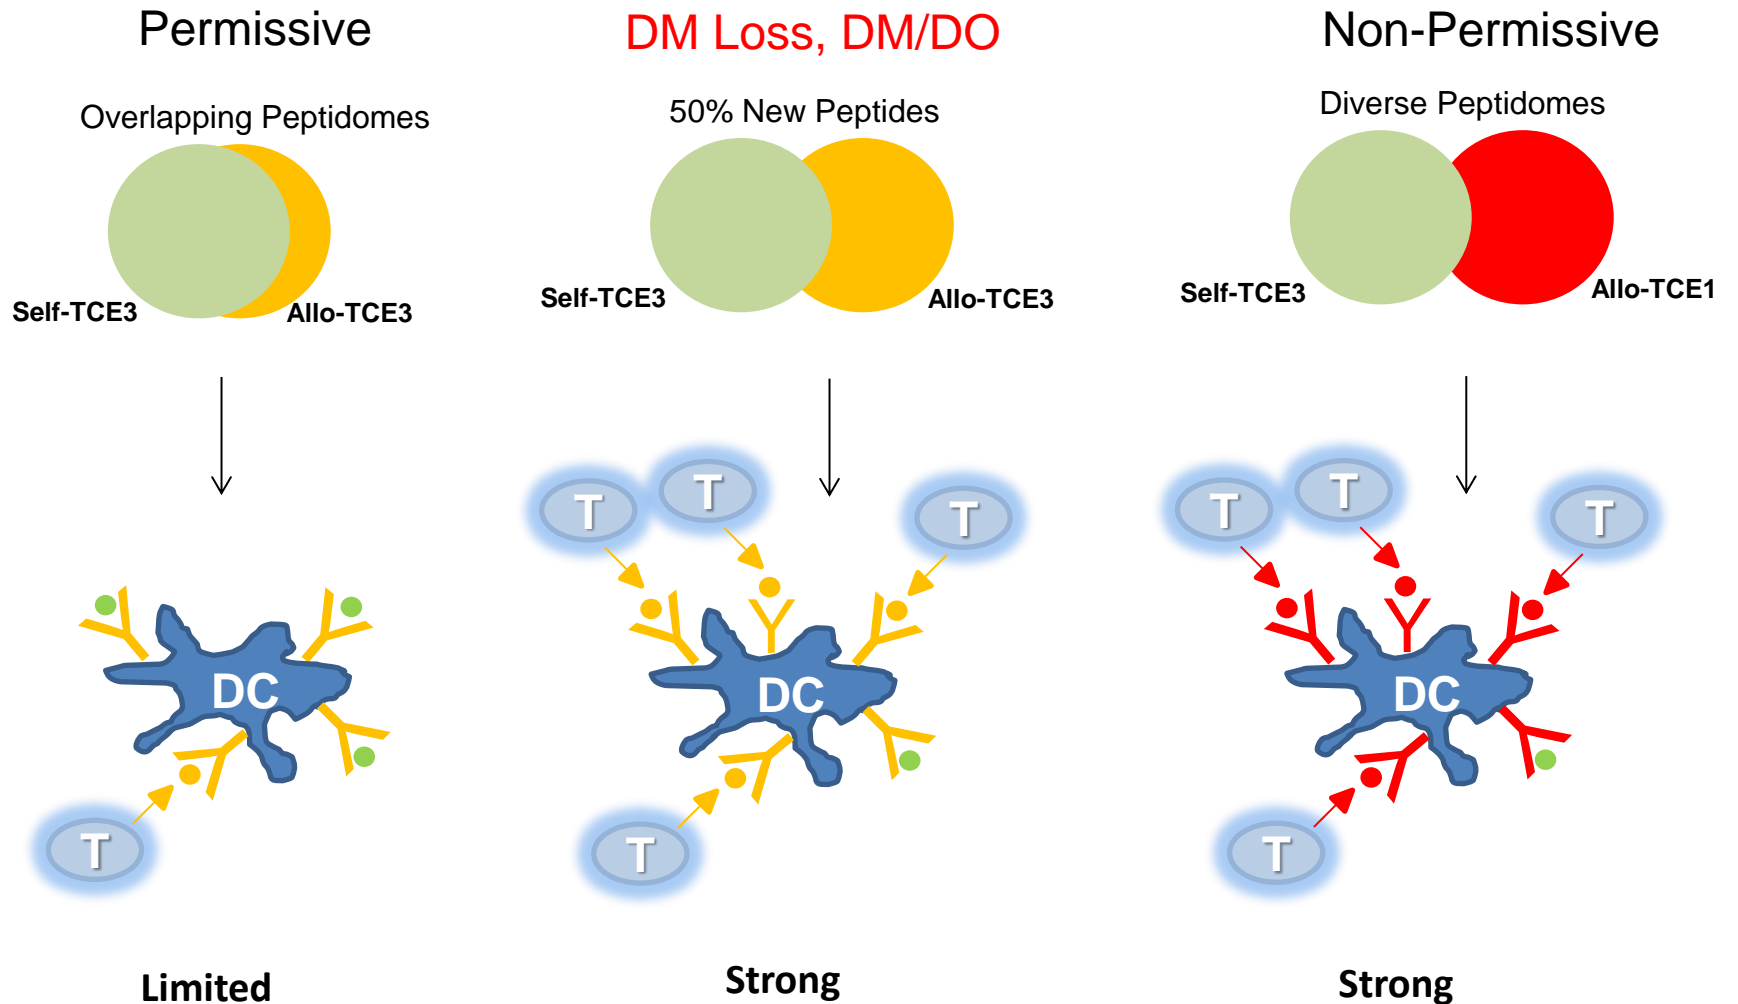 Permissive
DM Loss, DM/DO
Non-Permissive
Overlapping Peptidomes
50% New Peptides
Diverse Peptidomes
Self-TCE3
Allo-TCE3
Self-TCE3
Allo-TCE3
Self-TCE3
Allo-TCE1
T
T
T
T
T
T
DC
DC
DC
T
T
T
Limited
Strong
Strong